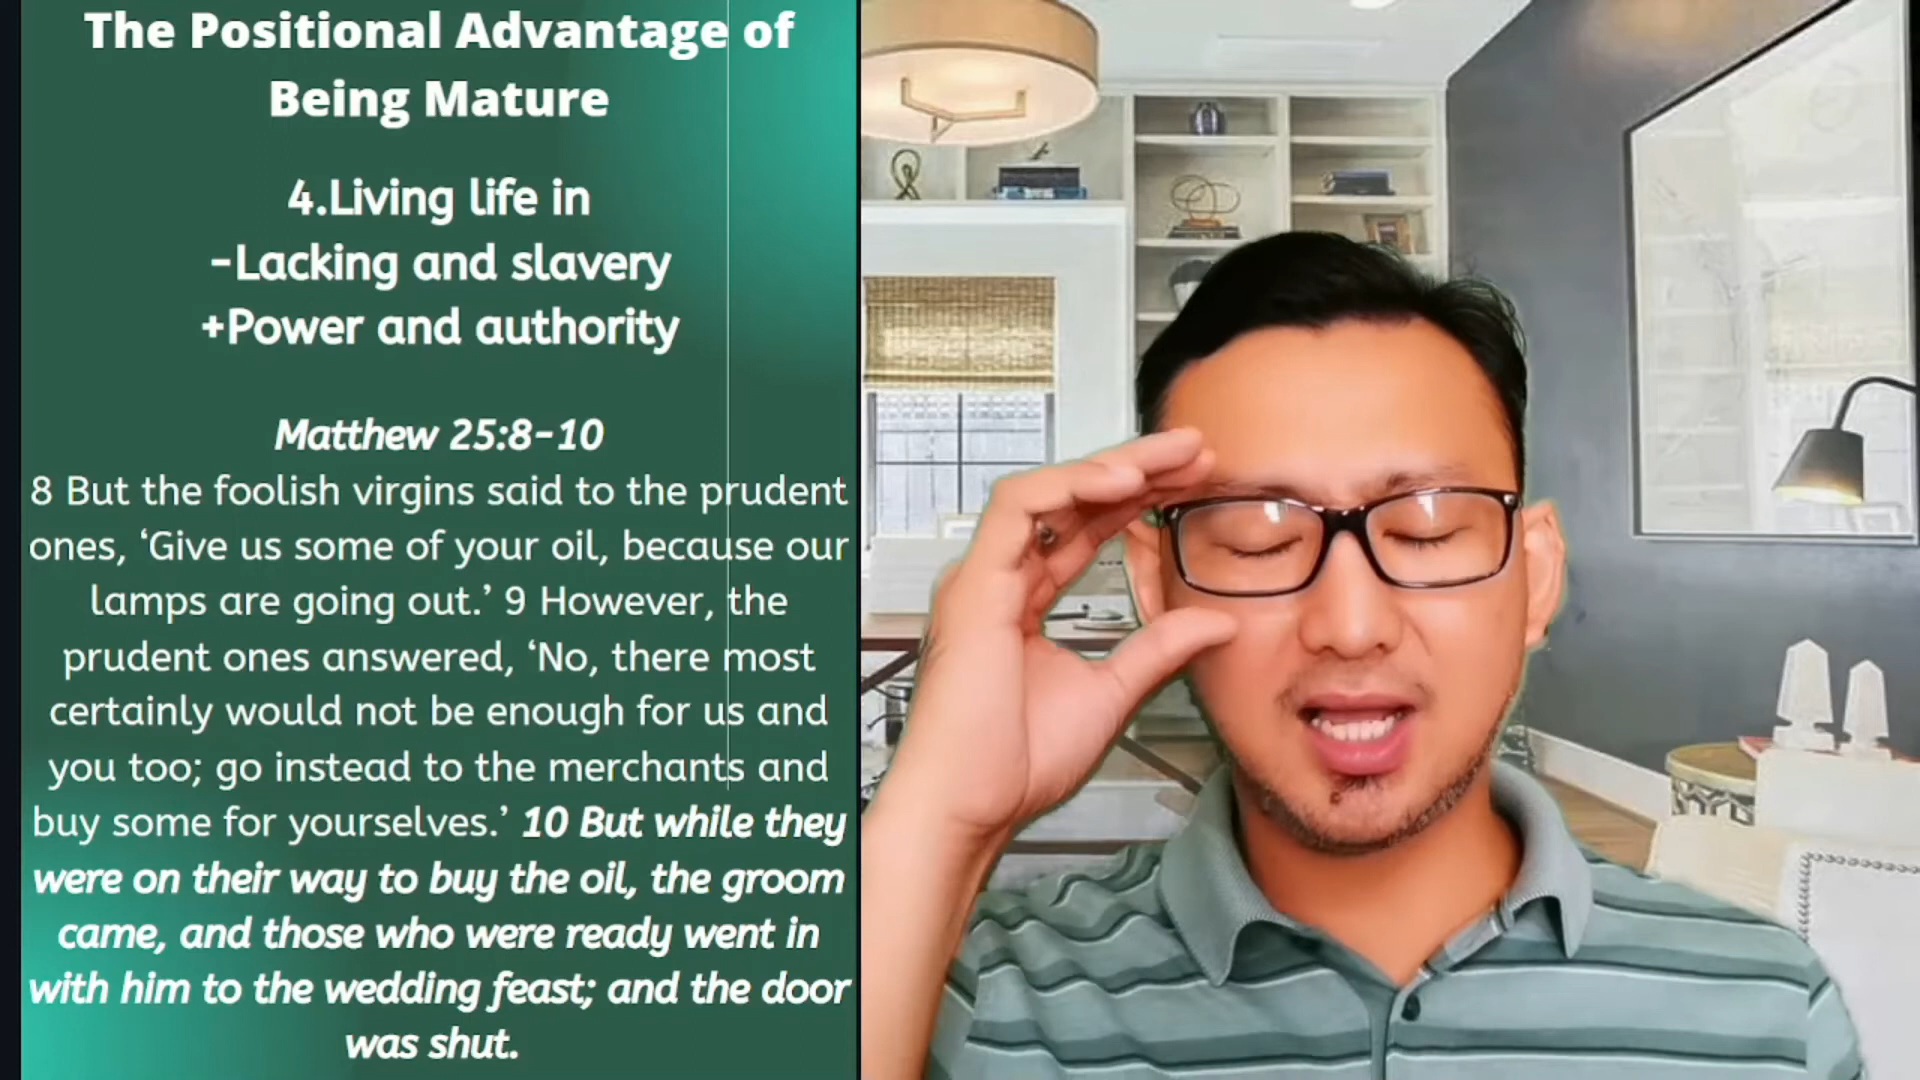 The Positional Advantage of
Being Mature
4.Living life in
-Lacking and slavery
+Power and authority
Matthew 25:8-10
8 But the foolish virgins said to the prudent
ones, ‘Give us some of your oil, because our
lamps are going out.’ 9 However, the
prudent ones answered, ‘No, there most
certainly would not be enough for us and
you too; go instead to the merchants and
buy some for yourselves.’ 10 But while they
were on their way to buy the oil, the groom
came, and those who were ready went in
with him to the wedding feast; and the door
was shut.